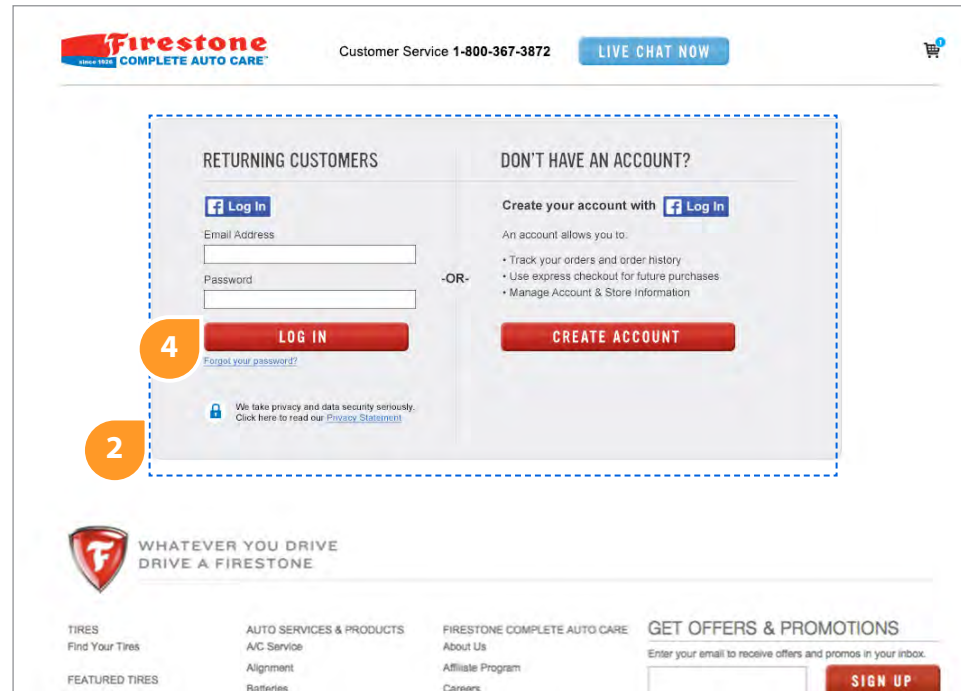 Firestone
since 1926 COMPLETE AUTO CARE™
Customer Service 1-800-367-3872
LIVE CHAT NOW
1
RETURNING CUSTOMERS
f Log In
Email Address
Password
4
LOG IN
Forgot your password?
We take privacy and data security seriously.
Click here to read our Privacy Statement
2
-OR-
DON'T HAVE AN ACCOUNT?
Create your account with f Log In
An account allows you to:
• Track your orders and order history
• Use express checkout for future purchases
• Manage Account & Store Information
CREATE ACCOUNT
F
WHATEVER YOU DRIVE
DRIVE A FIRESTONE
TIRES
Find Your Tires
FEATURED TIRES
AUTO SERVICES & PRODUCTS
A/C Service
Alignment
Batteries
FIRESTONE COMPLETE AUTO CARE
About Us
Affiliate Program
Careers
GET OFFERS & PROMOTIONS
Enter your email to receive offers and promos in your inbox.
SIGN UP